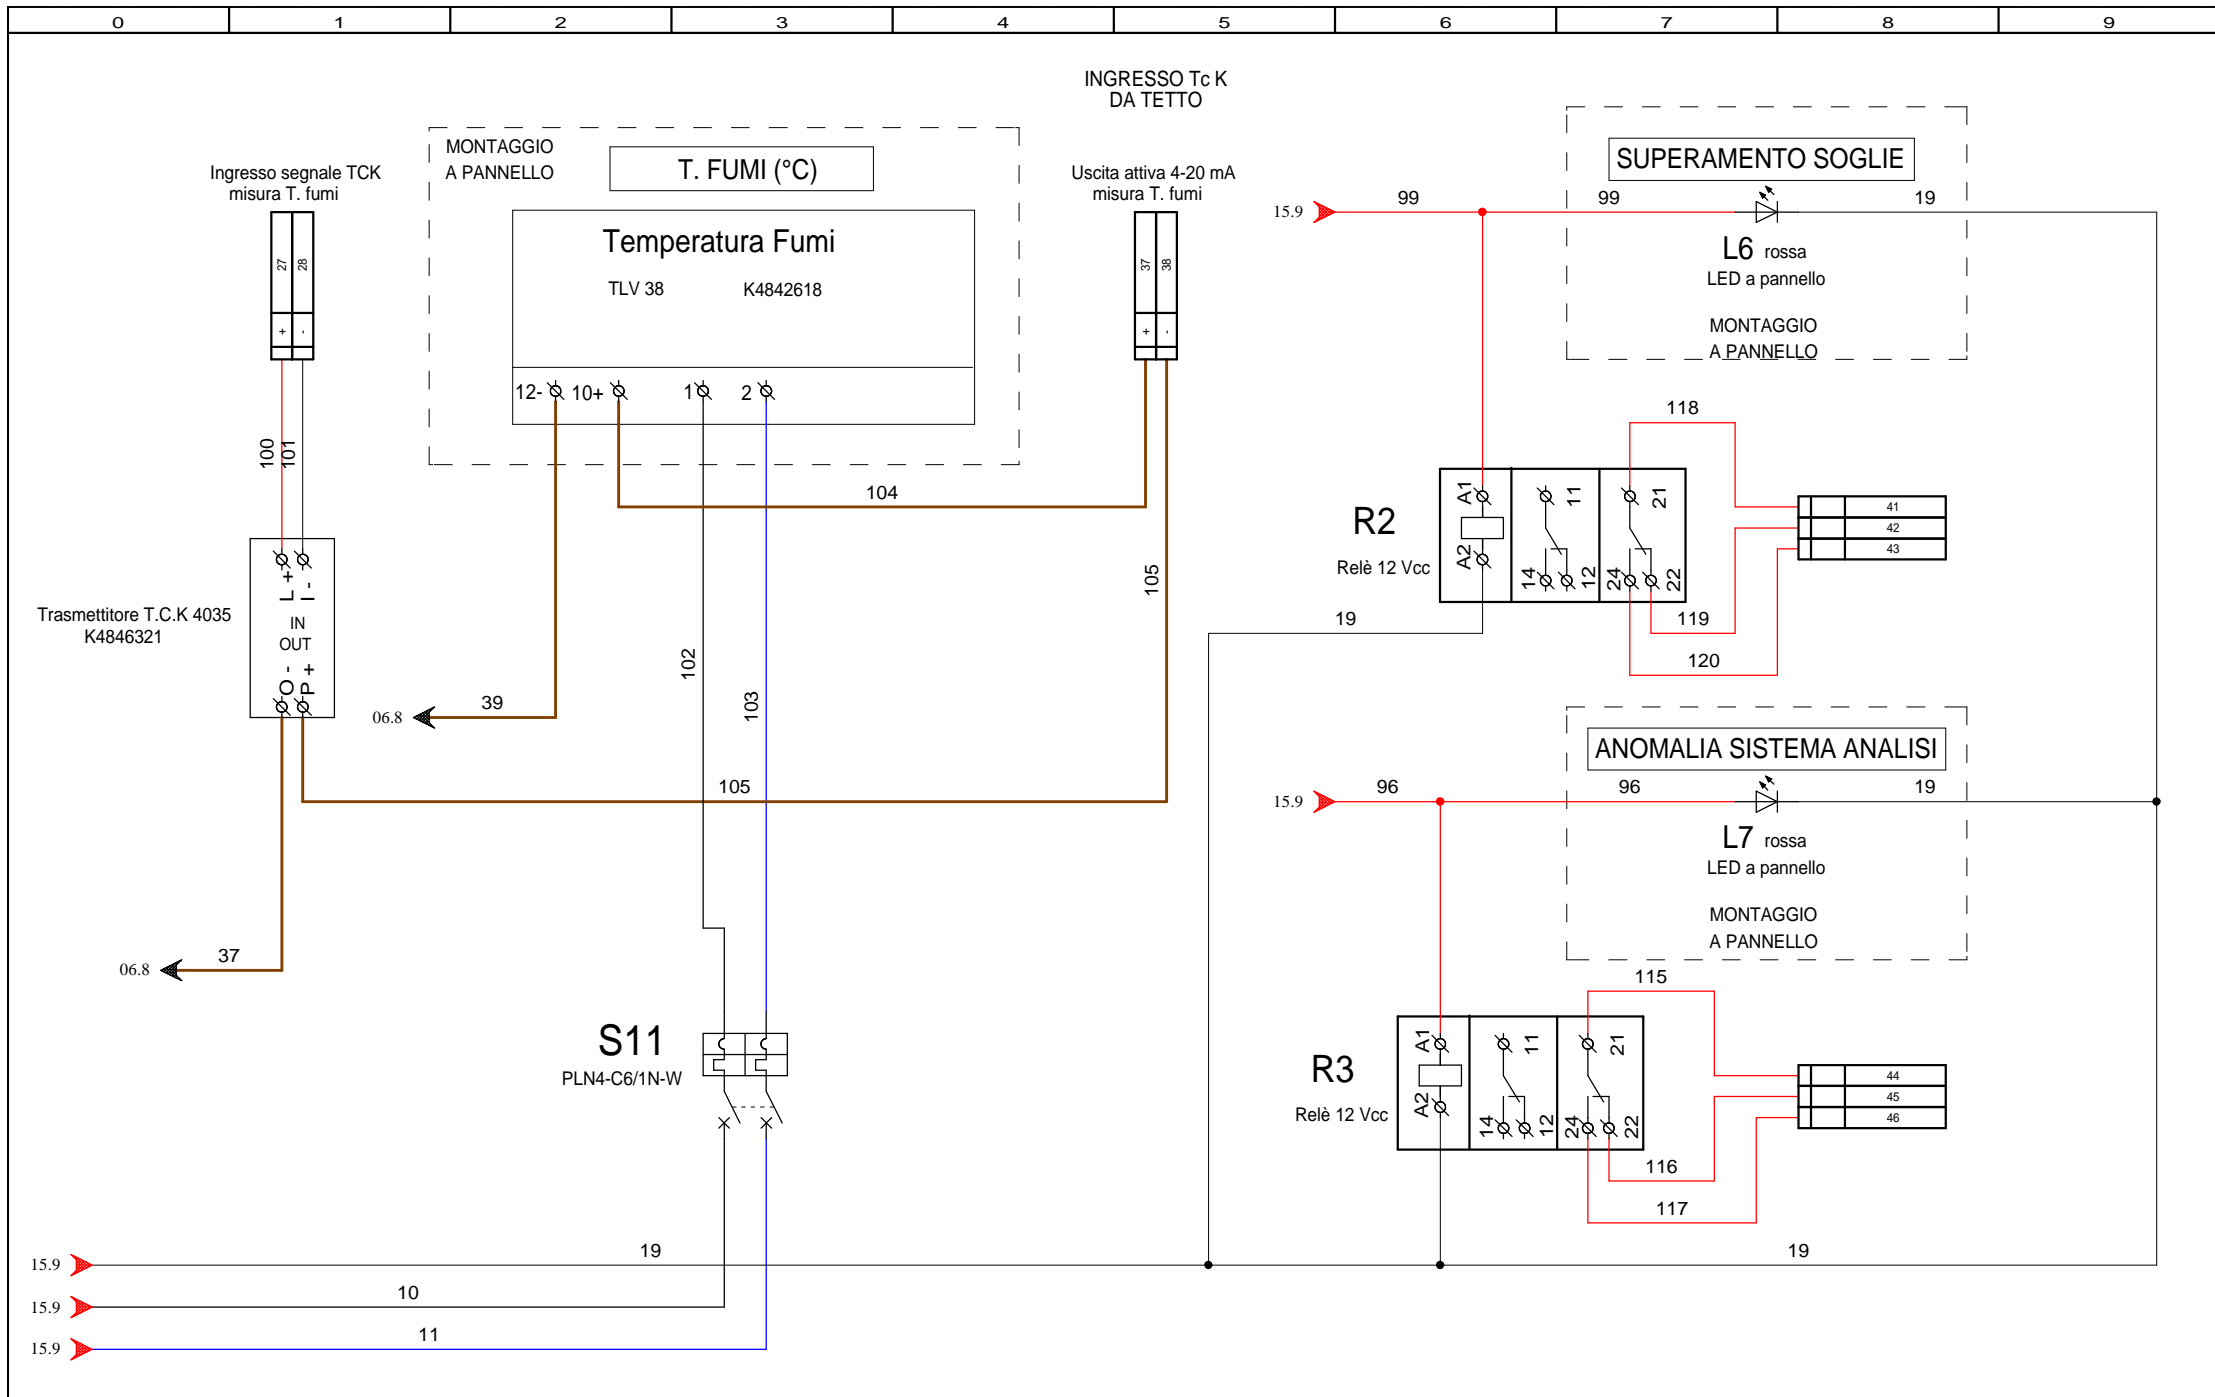 0 1 2 3 4 5 6 7 8 9
INGRESSO Tc K
DA TETTO
MONTAGGIO
A PANNELLO
T. FUMI (°C)
Ingresso segnale TCK
misura T. fumi
Uscita attiva 4-20 mA
misura T. fumi
27 28
+ -
Temperatura Fumi
TLV 38 K4842618
12- 10+ 1 2
37 38
+ -
100 101
104
105
102
103
Trasmettitore T.C.K 4035
K4846321
L + I -
IN
OUT
O - P +
06.8 39
105
06.8 37
S11
PLN4-C6/1N-W
15.9 19
15.9 10
15.9 11
SUPERAMENTO SOGLIE
15.9 99 99 19
L6 rossa
LED a pannello
MONTAGGIO
A PANNELLO
118
R2
Relè 12 Vcc
A1 11 21
A2 14 12 24 22
41
42
43
19
119
120
ANOMALIA SISTEMA ANALISI
15.9 96 96 19
L7 rossa
LED a pannello
MONTAGGIO
A PANNELLO
115
R3
Relè 12 Vcc
A1 11 21
A2 14 12 24 22
44
45
46
116
117
19